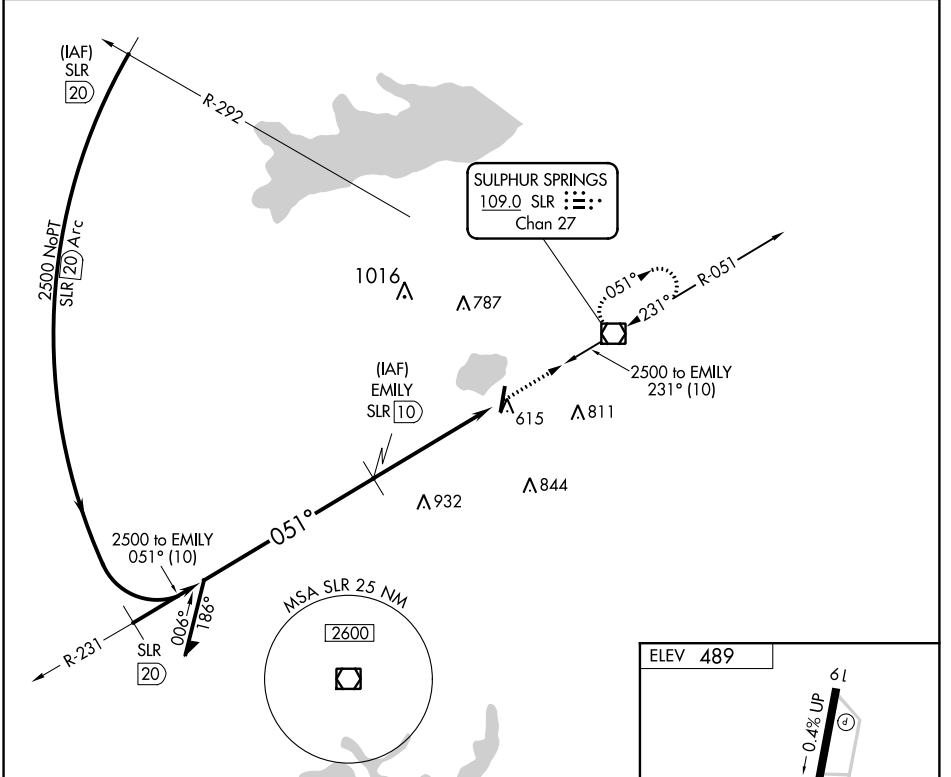 (IAF)
SLR
20
R-292
2500 NoPT
SLR 20 Arc
SULPHUR SPRINGS
109.0 SLR
Chan 27
1016
787
051°
231°
R-051
(IAF)
EMILY
SLR 10
2500 to EMILY
231° (10)
615
811
932
844
051°
2500 to EMILY
051° (10)
006°
186°
R-231
SLR
20
MSA SLR 25 NM
2600
ELEV 489
19
0.4% UP
P